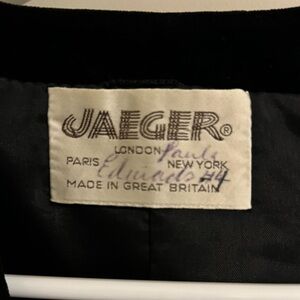 JAEGER®
LONDON Paula
PARIS NEW YORK
Edwards #4
MADE IN GREAT BRITAIN